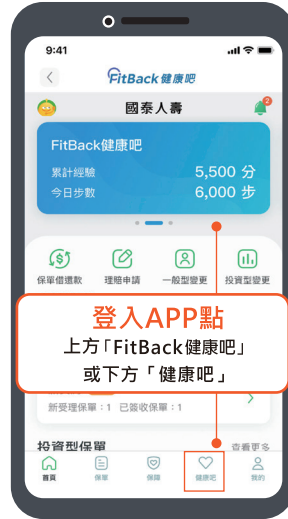 9:41
FitBack健康吧
國泰人壽
2
FitBack健康吧
累計經驗 5,500 分
今日步數 6,000 步
保單借還款 理賠申請 一般型變更 投資型變更
登入APP點
上方「FitBack健康吧」
或下方「健康吧」
新受理保單：1 已簽收保單：1
投資型保單 查看更多
首頁 保單 保障 健康吧 我的